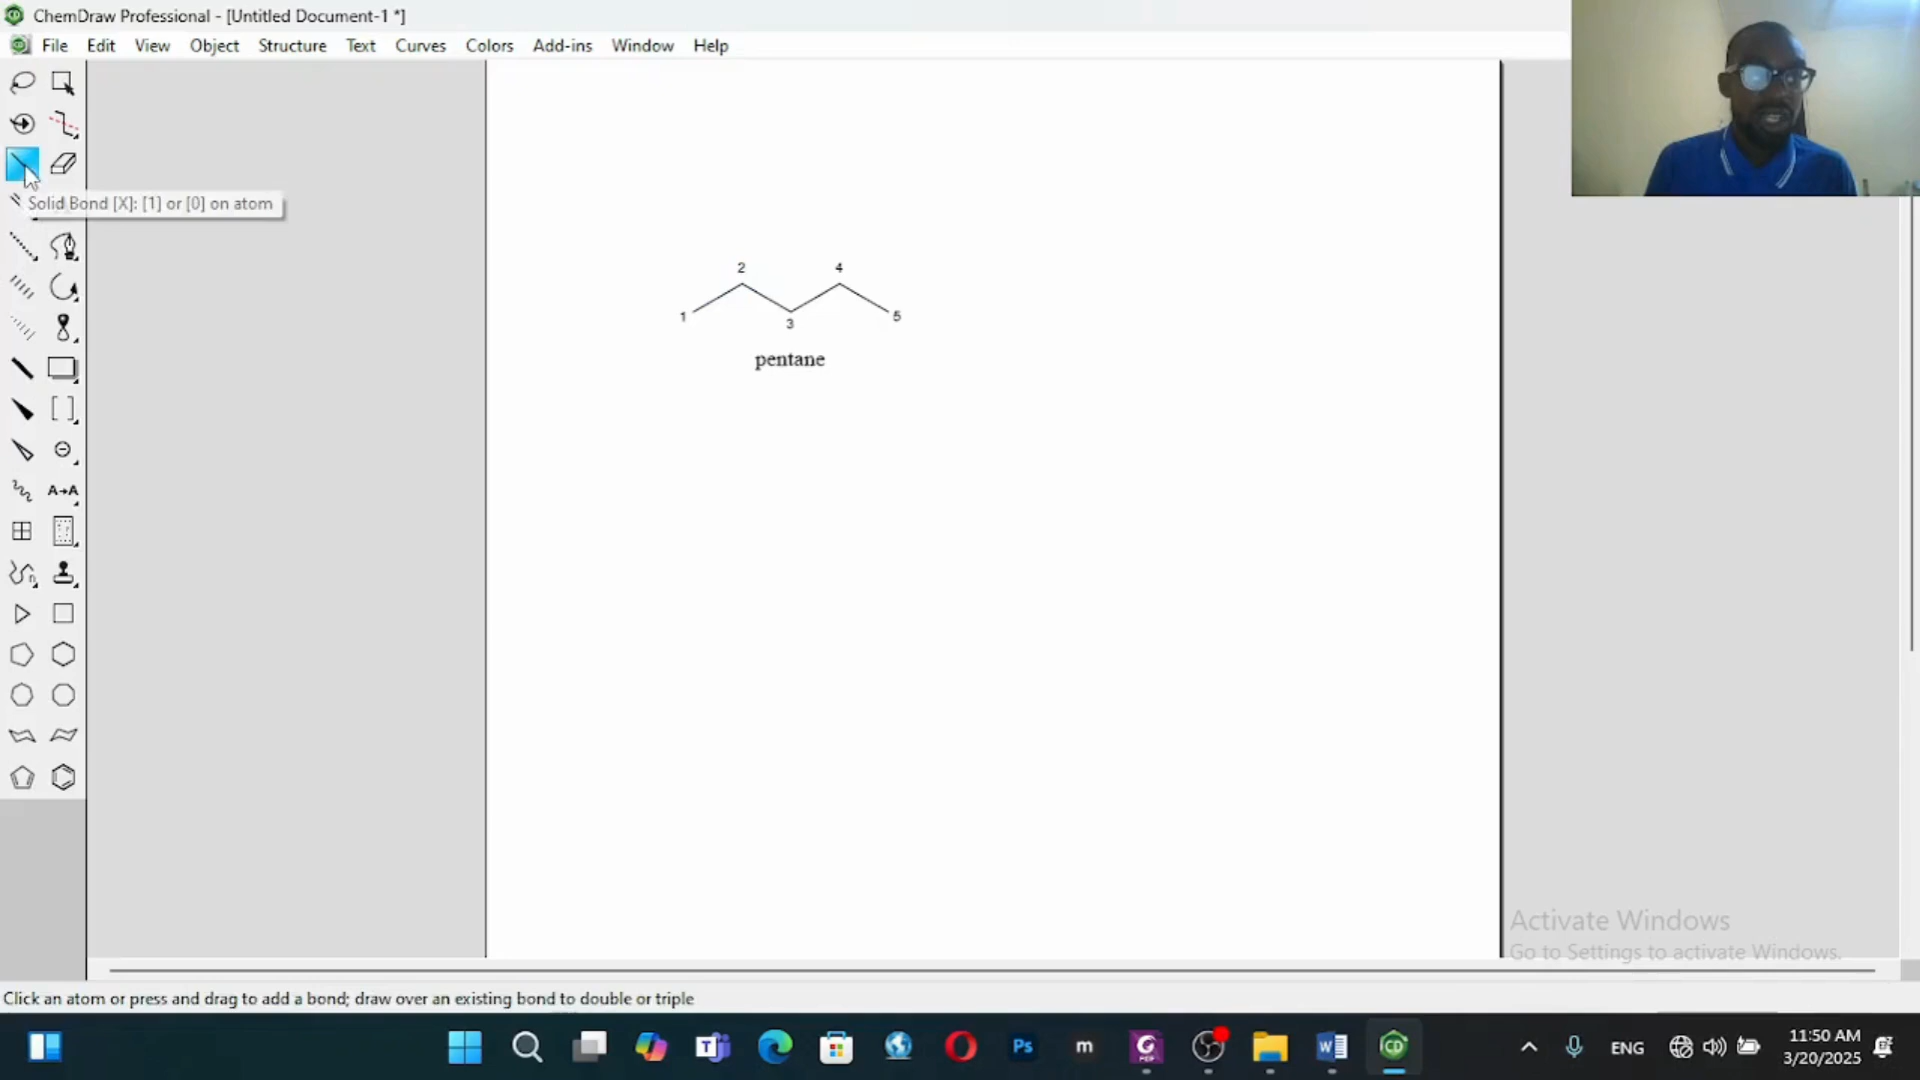 ChemDraw Professional - [Untitled Document-1 *]
File Edit View Object Structure Text Curves Colors Add-ins Window Help
Solid Bond [X]: [1] or [0] on atom
A→A
2 4
1 3 5
pentane
Activate Windows
Go to Settings to activate Windows.
Click an atom or press and drag to add a bond; draw over an existing bond to double or triple
Ps
m
PDF
W
CD
ENG
11:50 AM
3/20/2025